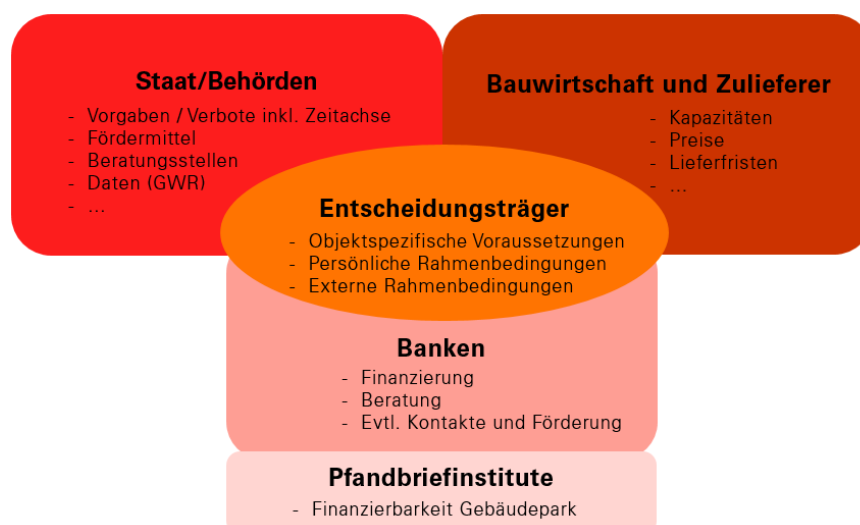 Staat/Behörden
- Vorgaben / Verbote inkl. Zeitachse
- Fördermittel
- Beratungsstellen
- Daten (GWR)
- ...
Bauwirtschaft und Zulieferer
- Kapazitäten
- Preise
- Lieferfristen
- ...
Entscheidungsträger
- Objektspezifische Voraussetzungen
- Persönliche Rahmenbedingungen
- Externe Rahmenbedingungen
Banken
- Finanzierung
- Beratung
- Evtl. Kontakte und Förderung
Pfandbriefinstitute
- Finanzierbarkeit Gebäudepark